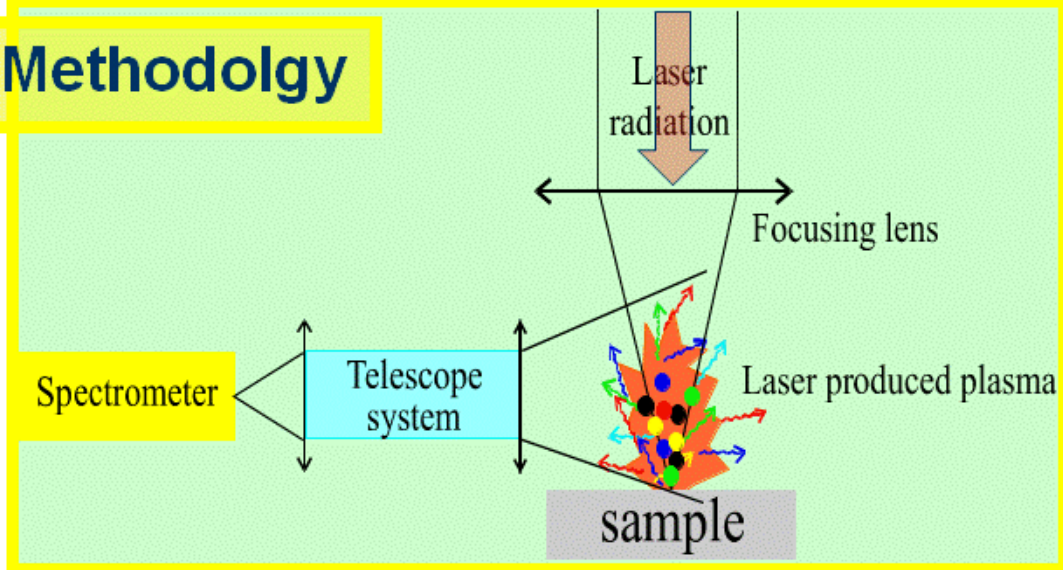 Methodolgy
Laser
radiation
Focusing lens
Spectrometer
Telescope
system
Laser produced plasma
sample